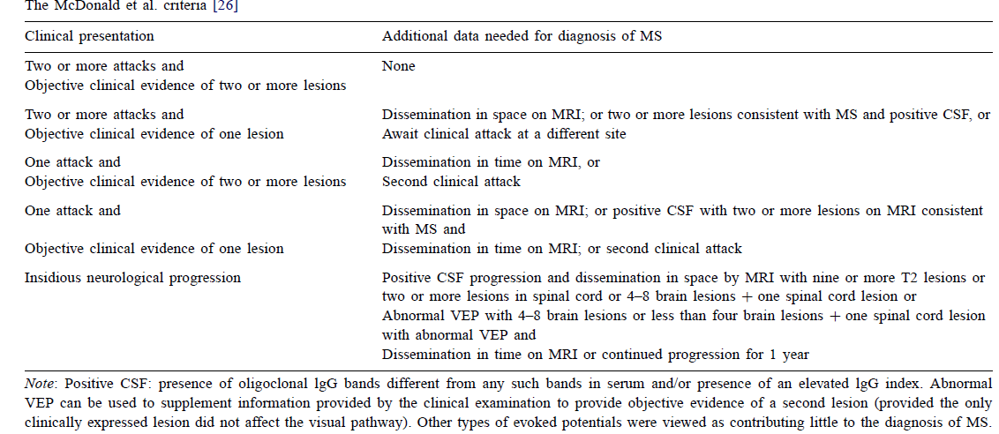 The McDonald et al. criteria [26]
Clinical presentation Additional data needed for diagnosis of MS
Two or more attacks and None
Objective clinical evidence of two or more lesions
Two or more attacks and Dissemination in space on MRI; or two or more lesions consistent with MS and positive CSF, or
Objective clinical evidence of one lesion Await clinical attack at a different site
One attack and Dissemination in time on MRI, or
Objective clinical evidence of two or more lesions Second clinical attack
One attack and Dissemination in space on MRI; or positive CSF with two or more lesions on MRI consistent
with MS and
Objective clinical evidence of one lesion Dissemination in time on MRI; or second clinical attack
Insidious neurological progression Positive CSF progression and dissemination in space by MRI with nine or more T2 lesions or
two or more lesions in spinal cord or 4–8 brain lesions + one spinal cord lesion or
Abnormal VEP with 4–8 brain lesions or less than four brain lesions + one spinal cord lesion
with abnormal VEP and
Dissemination in time on MRI or continued progression for 1 year
Note: Positive CSF: presence of oligoclonal lgG bands different from any such bands in serum and/or presence of an elevated lgG index. Abnormal
VEP can be used to supplement information provided by the clinical examination to provide objective evidence of a second lesion (provided the only
clinically expressed lesion did not affect the visual pathway). Other types of evoked potentials were viewed as contributing little to the diagnosis of MS.